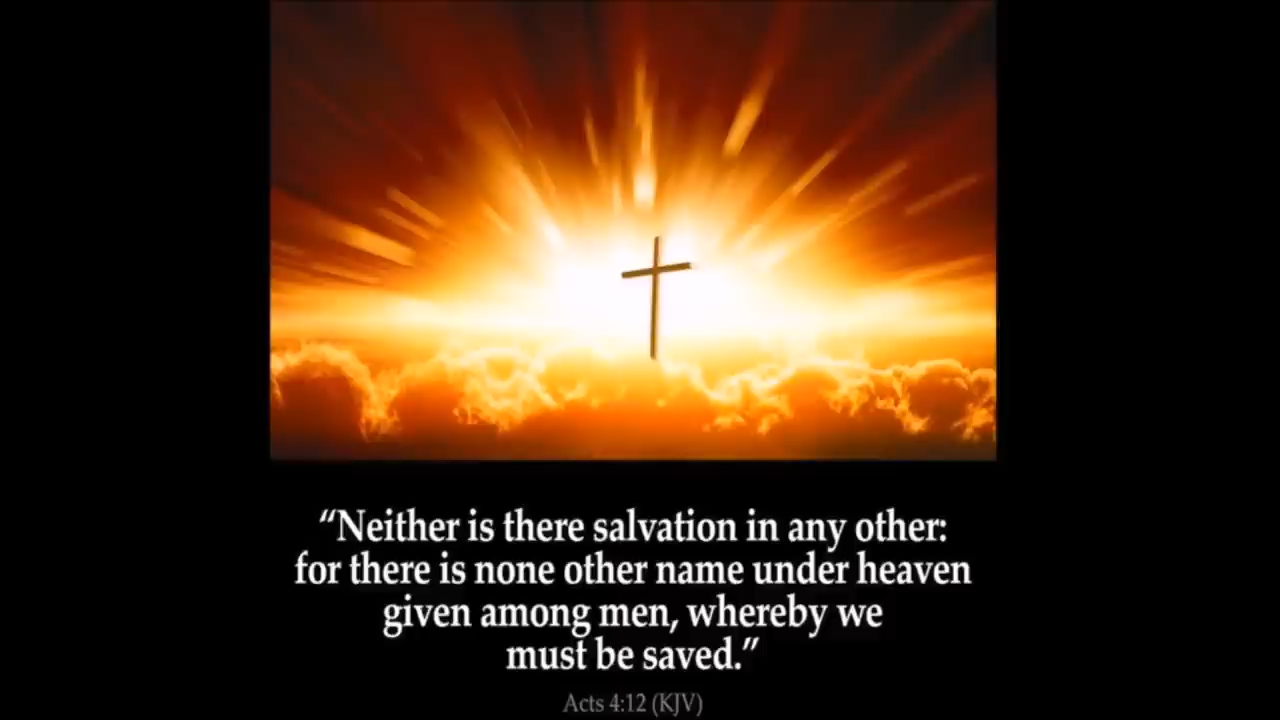 “Neither is there salvation in any other:
for there is none other name under heaven
given among men, whereby we
must be saved.”
Acts 4:12 (KJV)